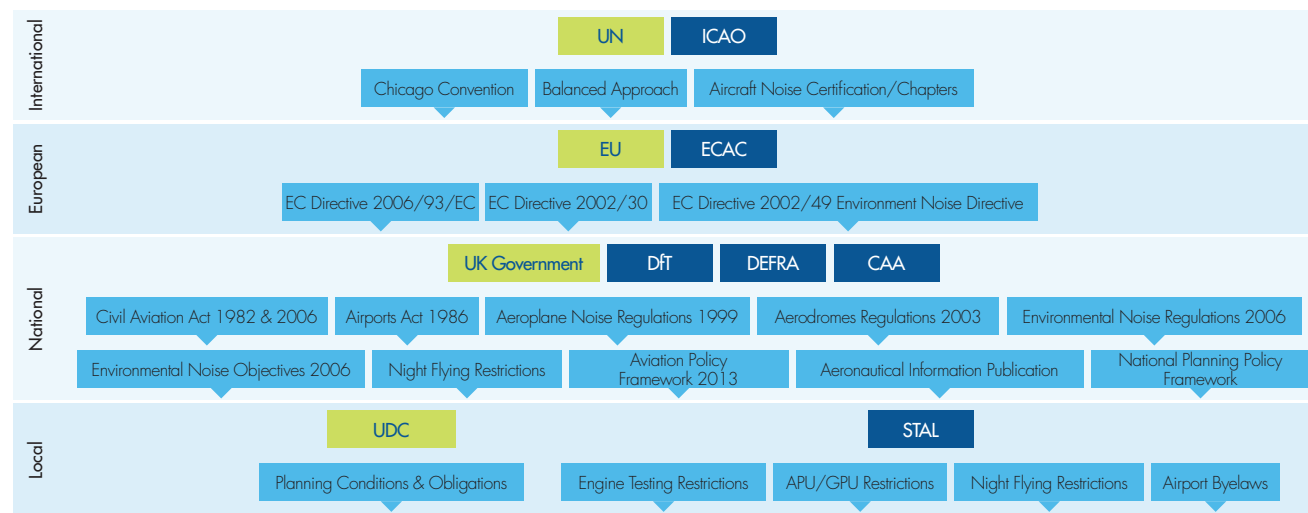 International
UN
ICAO
Chicago Convention
Balanced Approach
Aircraft Noise Certification/Chapters
European
EU
ECAC
EC Directive 2006/93/EC
EC Directive 2002/30
EC Directive 2002/49 Environment Noise Directive
National
UK Government
DfT
DEFRA
CAA
Civil Aviation Act 1982 & 2006
Airports Act 1986
Aeroplane Noise Regulations 1999
Aerodromes Regulations 2003
Environmental Noise Regulations 2006
Environmental Noise Objectives 2006
Night Flying Restrictions
Aviation Policy
Framework 2013
Aeronautical Information Publication
National Planning Policy
Framework
Local
UDC
STAL
Planning Conditions & Obligations
Engine Testing Restrictions
APU/GPU Restrictions
Night Flying Restrictions
Airport Byelaws